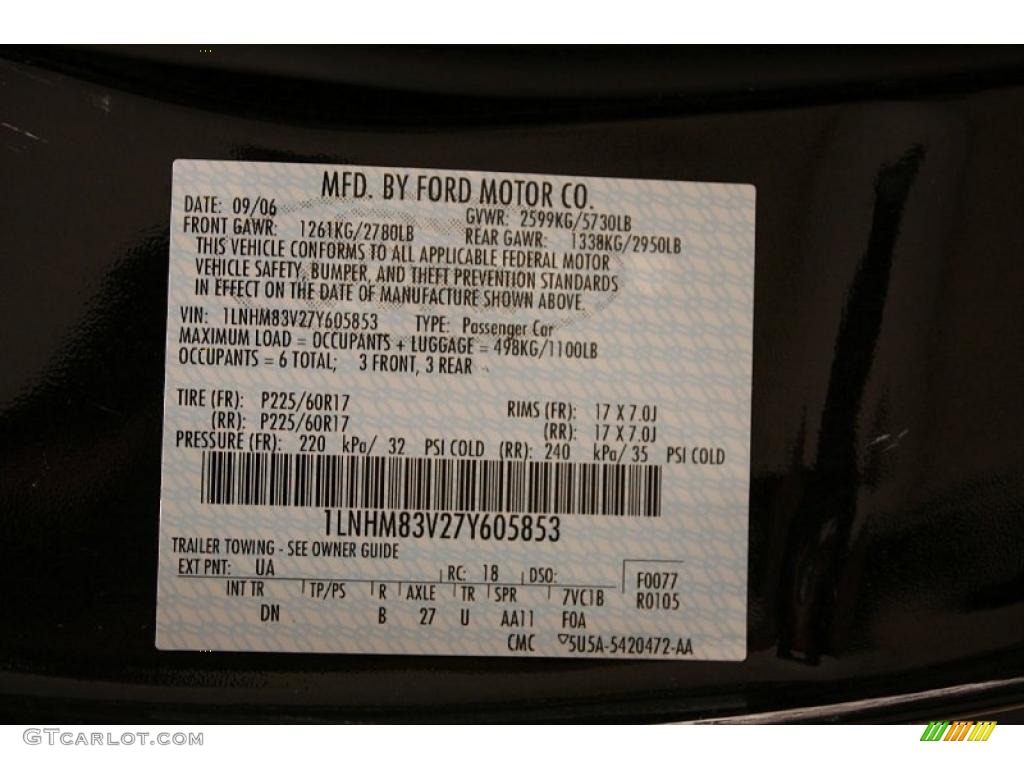 MFD. BY FORD MOTOR CO.
DATE: 09/06 GVWR: 2599KG/5730LB
FRONT GAWR: 1261KG/2780LB REAR GAWR: 1338KG/2950LB
THIS VEHICLE CONFORMS TO ALL APPLICABLE FEDERAL MOTOR
VEHICLE SAFETY, BUMPER, AND THEFT PREVENTION STANDARDS
IN EFFECT ON THE DATE OF MANUFACTURE SHOWN ABOVE.
VIN: 1LNHM83V27Y605853 TYPE: Passenger Car
MAXIMUM LOAD = OCCUPANTS + LUGGAGE = 498KG/1100LB
OCCUPANTS = 6 TOTAL; 3 FRONT, 3 REAR
TIRE (FR): P225/60R17 RIMS (FR): 17 X 7.0J
(RR): P225/60R17 (RR): 17 X 7.0J
PRESSURE (FR): 220 kPa/ 32 PSI COLD (RR): 240 kPa/ 35 PSI COLD
1LNHM83V27Y605853
TRAILER TOWING - SEE OWNER GUIDE
EXT PNT: UA RC: 18 DSO: F0077
INT TR TP/PS R AXLE TR SPR 7VC1B R0105
DN B 27 U AA11 FOA
CMC 5U5A-5420472-AA
GTcarlot.com